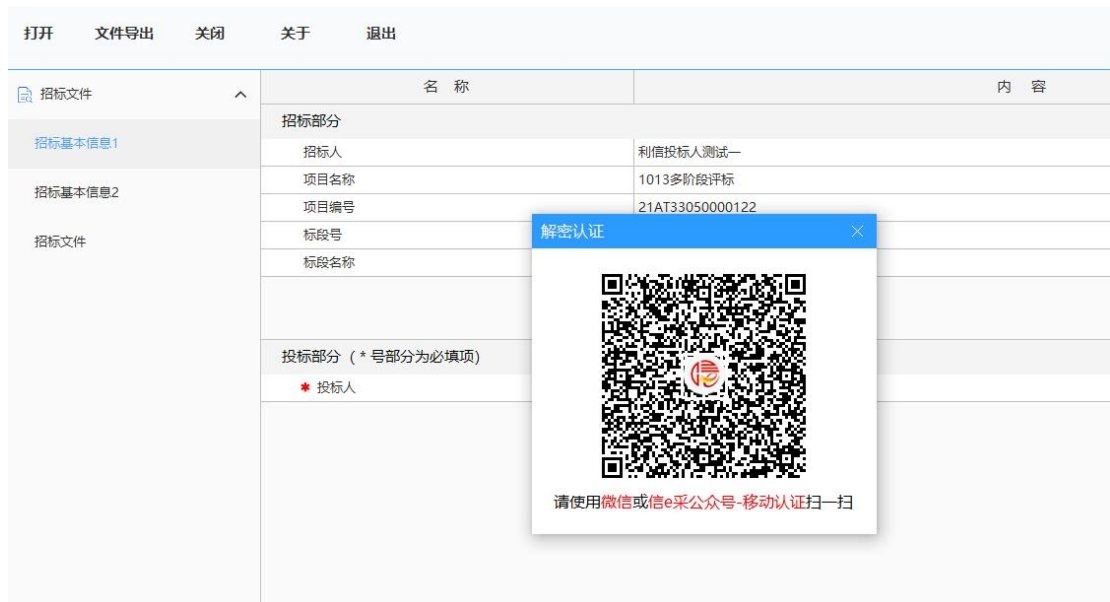 打开 文件导出 关闭 关于 退出
招标文件
招标基本信息1
招标基本信息2
招标文件
名 称 内 容
招标部分
招标人 利信投标人测试一
项目名称 1013多阶段评标
项目编号 21AT33050000122
标段号
标段名称
投标部分（* 号部分为必填项)
* 投标人
解密认证
请使用微信或信e采公众号-移动认证扫一扫